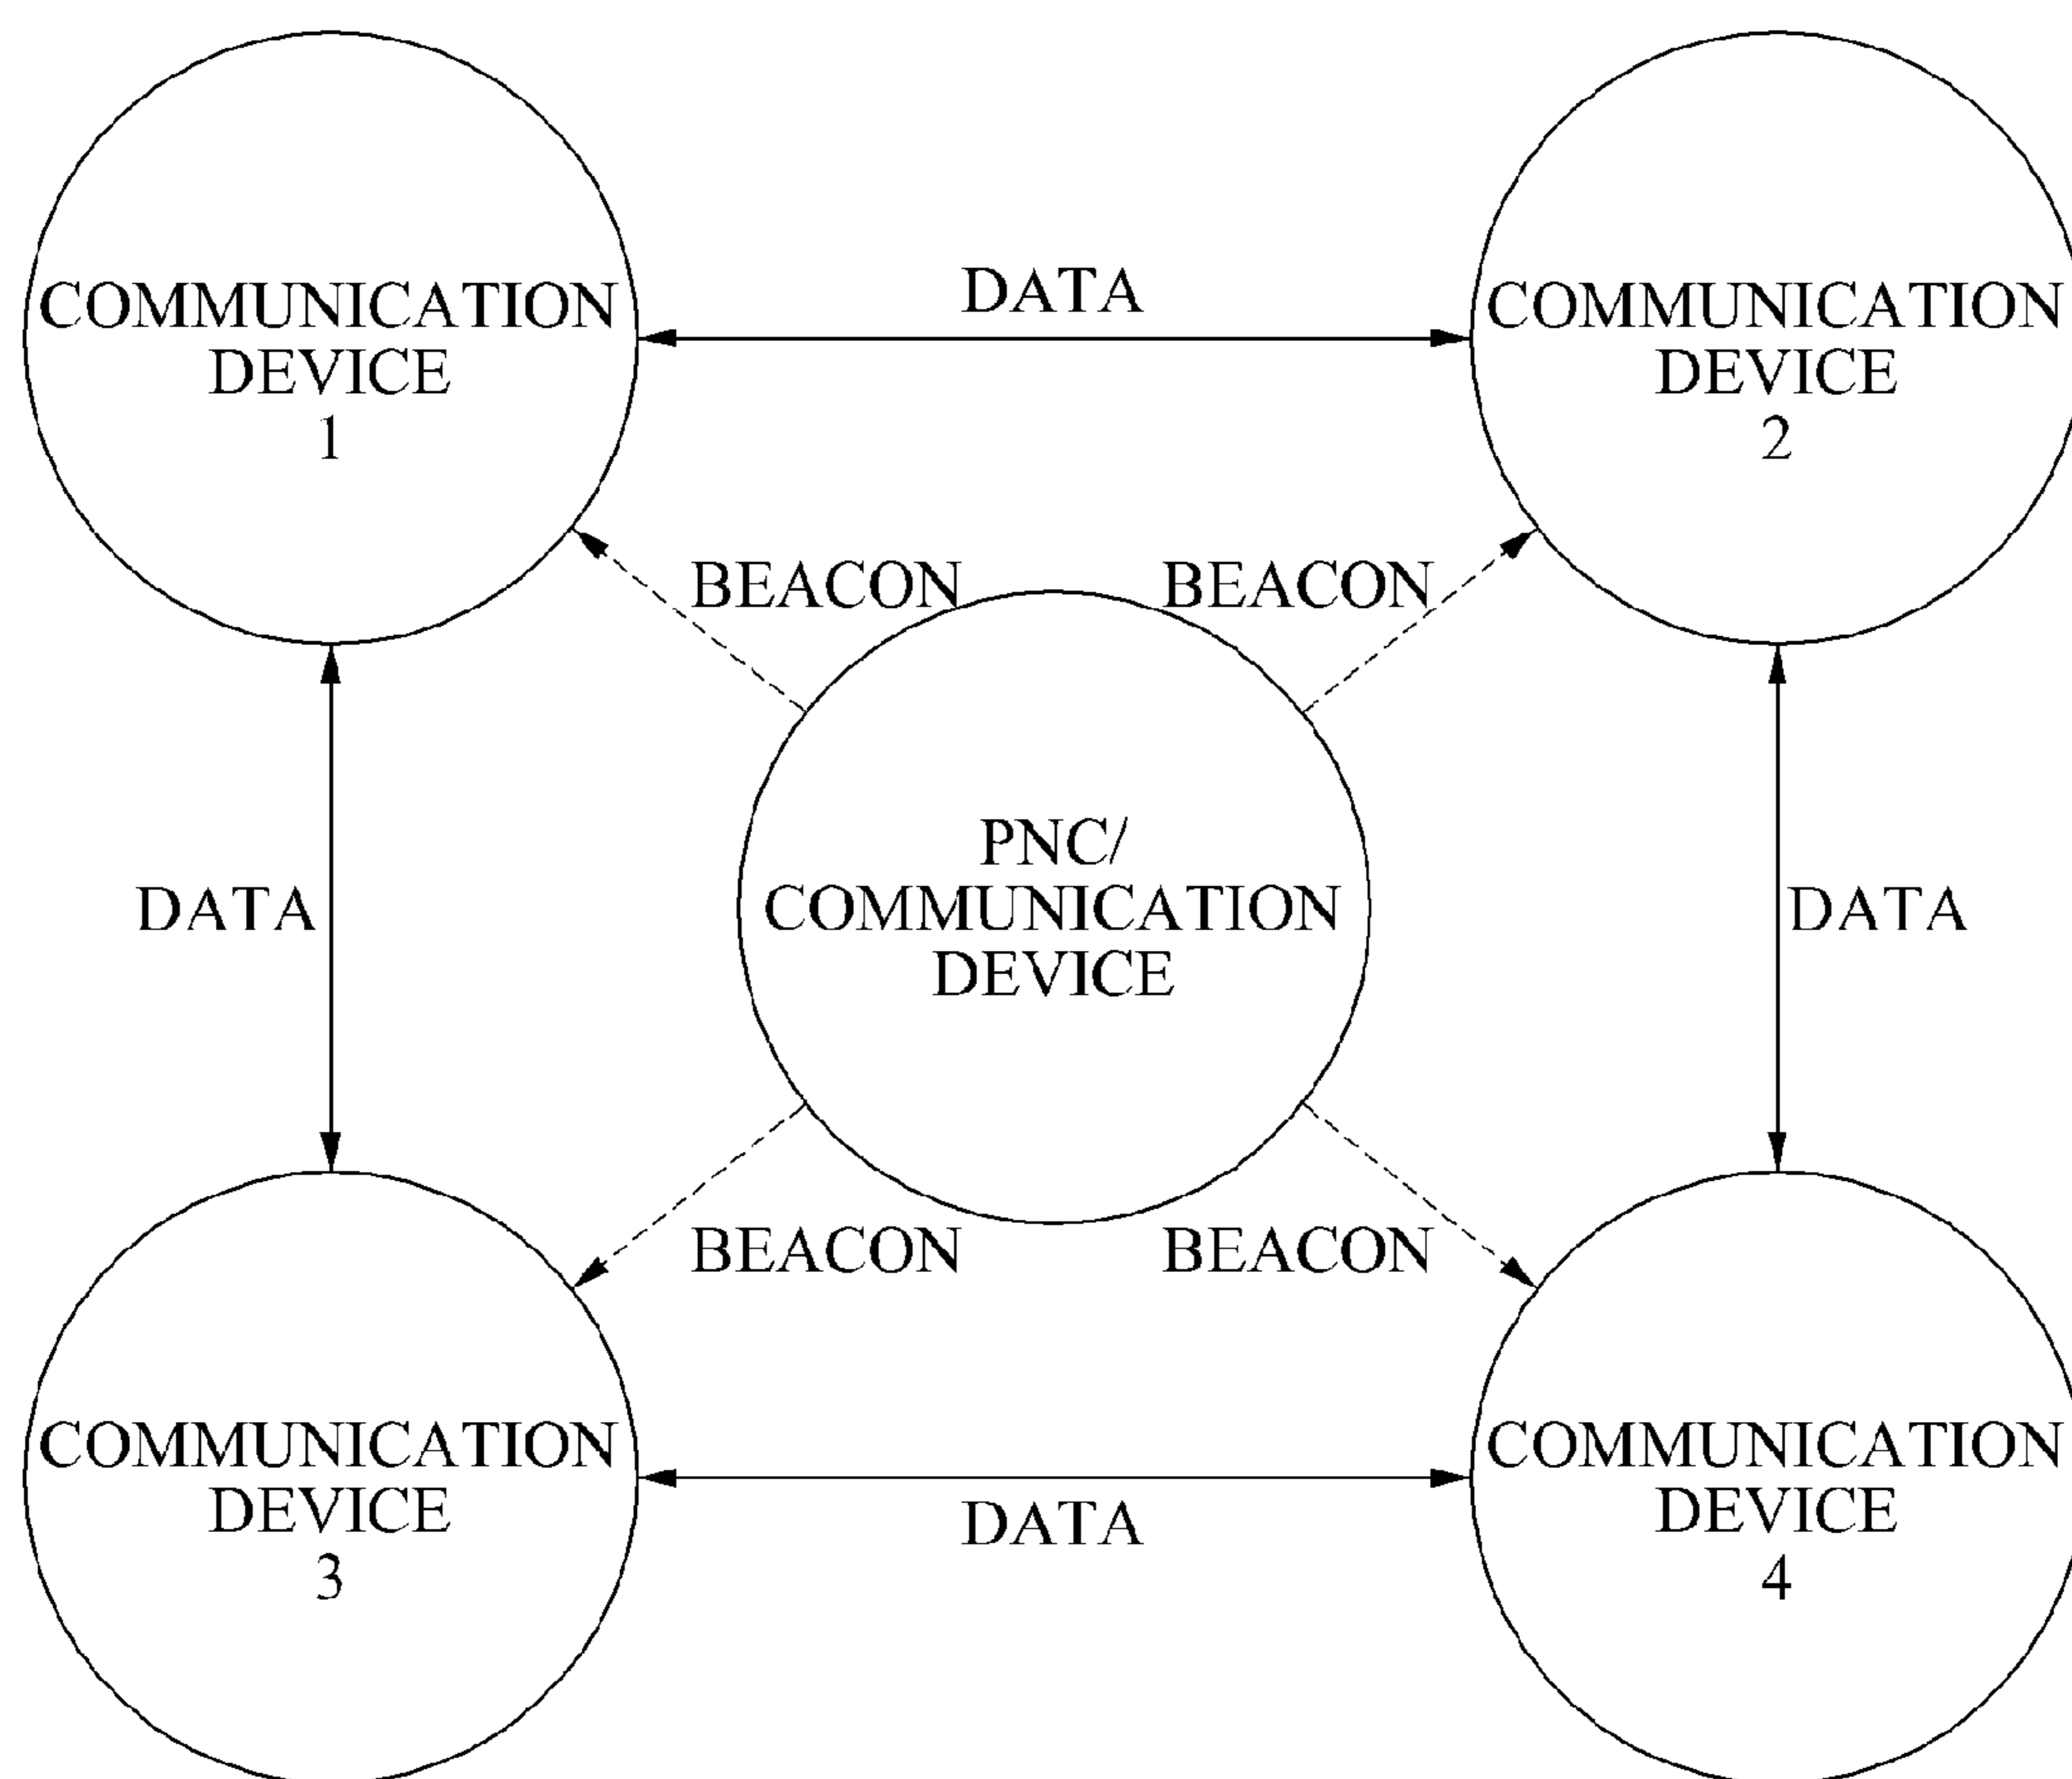 COMMUNICATION
DEVICE
1
DATA
COMMUNICATION
DEVICE
2
BEACON
BEACON
DATA
PNC/
COMMUNICATION
DEVICE
DATA
BEACON
BEACON
COMMUNICATION
DEVICE
3
DATA
COMMUNICATION
DEVICE
4